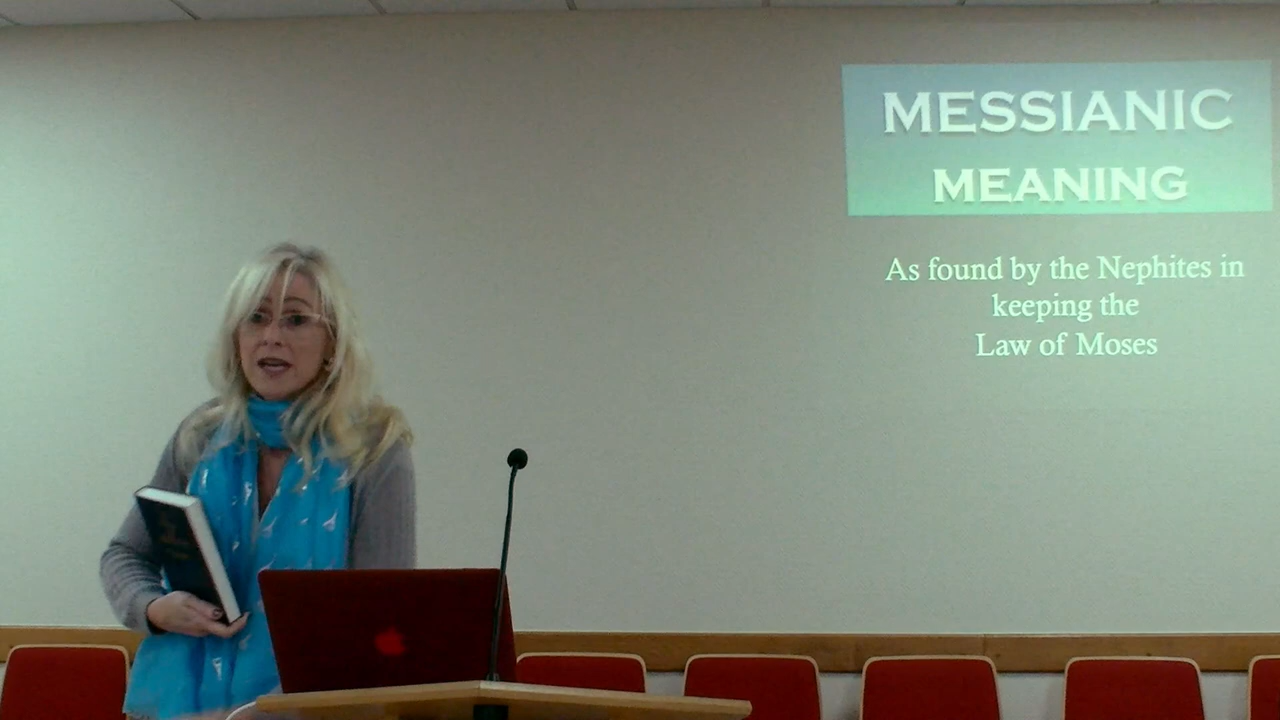 MESSIANIC
MEANING
As found by the Nephites in
keeping the
Law of Moses